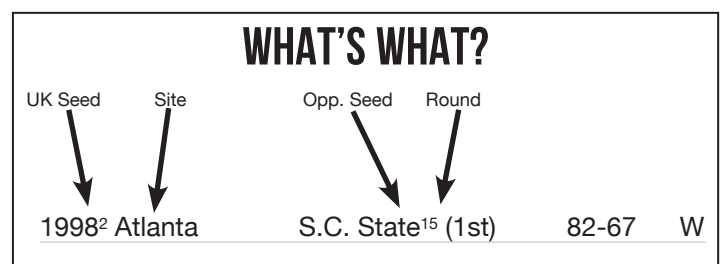 WHAT'S WHAT?
UK Seed Site Opp. Seed Round
1998² Atlanta S.C. State¹⁵ (1st) 82-67 W